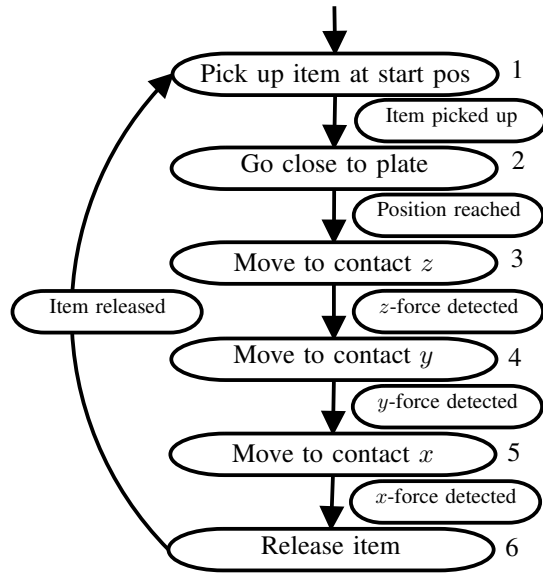 Pick up item at start pos 1
Item picked up
Go close to plate 2
Position reached
Move to contact z 3
Item released
z-force detected
Move to contact y 4
y-force detected
Move to contact x 5
x-force detected
Release item 6